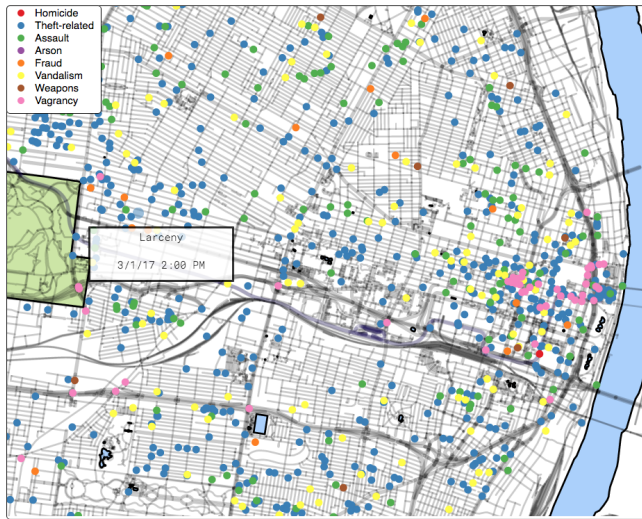 Homicide
Theft-related
Assault
Arson
Fraud
Vandalism
Weapons
Vagrancy
Larceny
3/1/17 2:00 PM